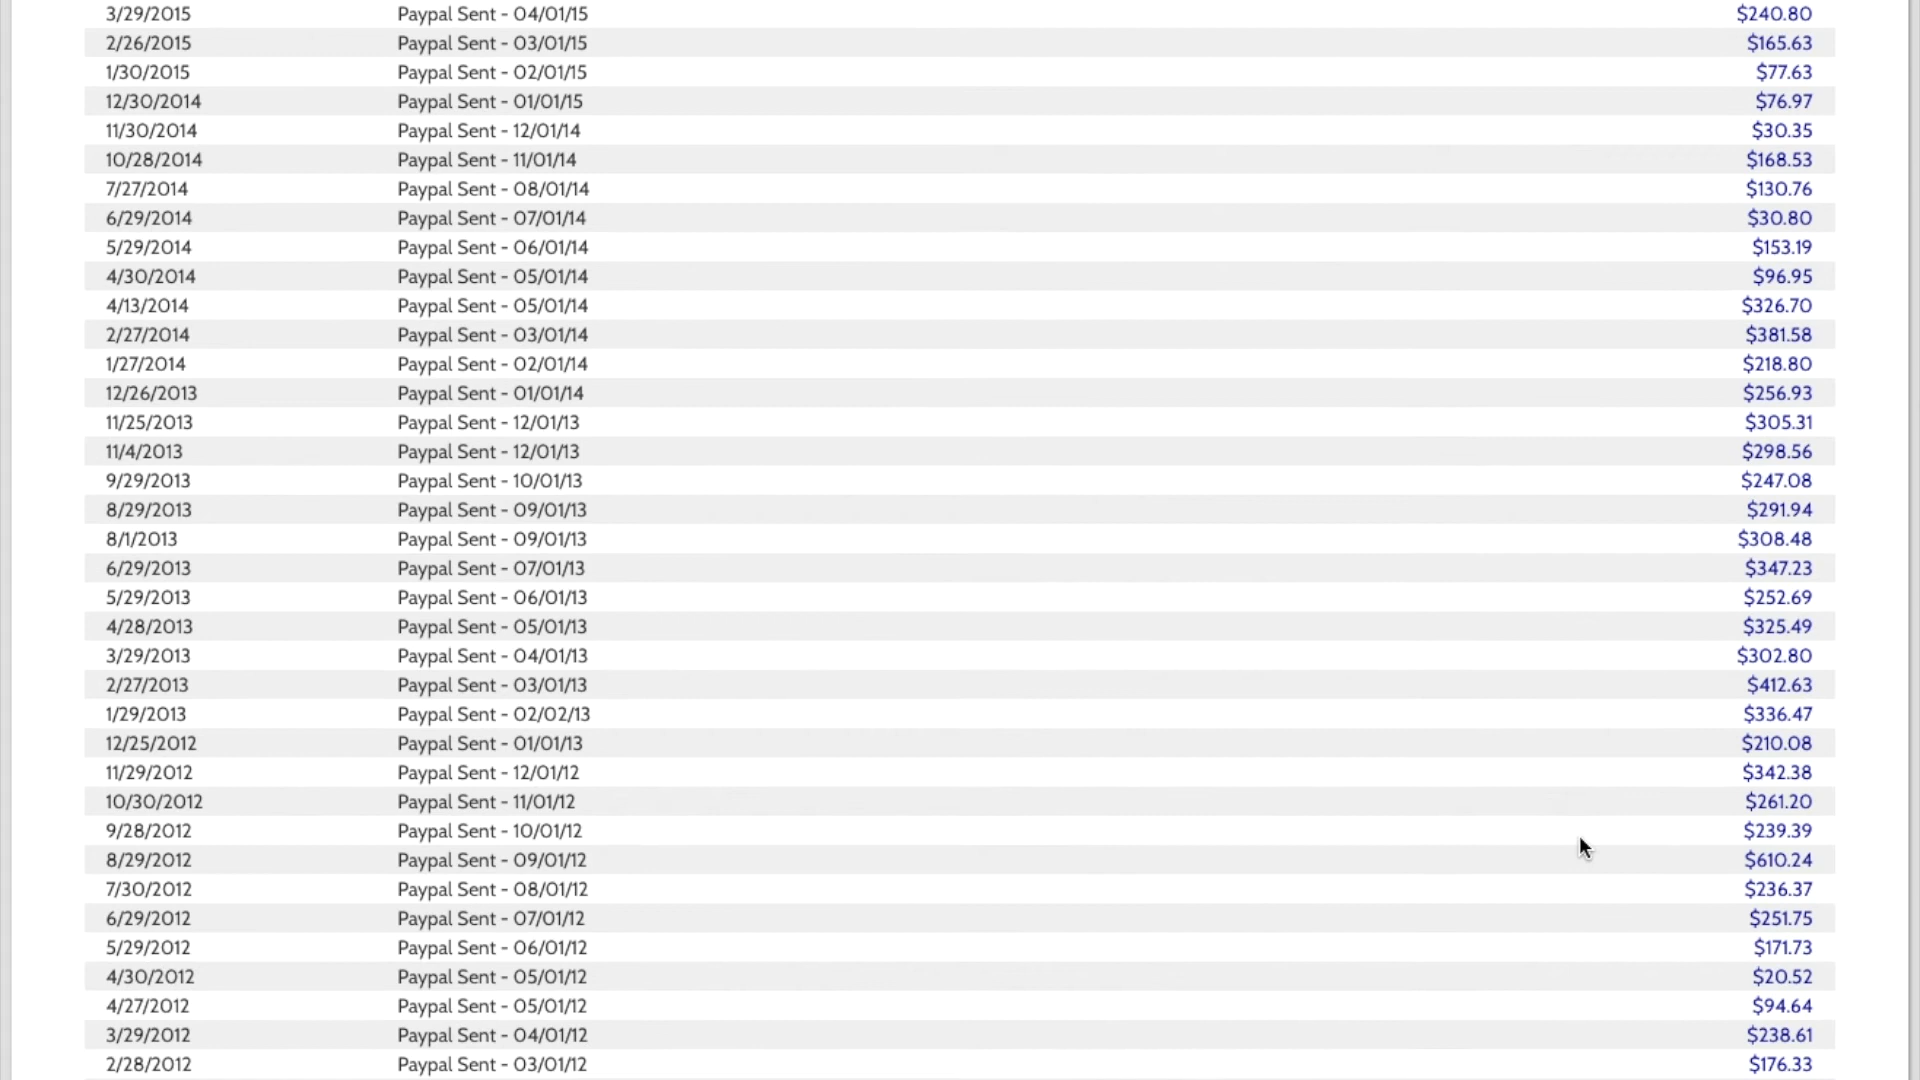 3/29/2015 Paypal Sent - 04/01/15 $240.80
2/26/2015 Paypal Sent - 03/01/15 $165.63
1/30/2015 Paypal Sent - 02/01/15 $77.63
12/30/2014 Paypal Sent - 01/01/15 $76.97
11/30/2014 Paypal Sent - 12/01/14 $30.35
10/28/2014 Paypal Sent - 11/01/14 $168.53
7/27/2014 Paypal Sent - 08/01/14 $130.76
6/29/2014 Paypal Sent - 07/01/14 $30.80
5/29/2014 Paypal Sent - 06/01/14 $153.19
4/30/2014 Paypal Sent - 05/01/14 $96.95
4/13/2014 Paypal Sent - 05/01/14 $326.70
2/27/2014 Paypal Sent - 03/01/14 $381.58
1/27/2014 Paypal Sent - 02/01/14 $218.80
12/26/2013 Paypal Sent - 01/01/14 $256.93
11/25/2013 Paypal Sent - 12/01/13 $305.31
11/4/2013 Paypal Sent - 12/01/13 $298.56
9/29/2013 Paypal Sent - 10/01/13 $247.08
8/29/2013 Paypal Sent - 09/01/13 $291.94
8/1/2013 Paypal Sent - 09/01/13 $308.48
6/29/2013 Paypal Sent - 07/01/13 $347.23
5/29/2013 Paypal Sent - 06/01/13 $252.69
4/28/2013 Paypal Sent - 05/01/13 $325.49
3/29/2013 Paypal Sent - 04/01/13 $302.80
2/27/2013 Paypal Sent - 03/01/13 $412.63
1/29/2013 Paypal Sent - 02/02/13 $336.47
12/25/2012 Paypal Sent - 01/01/13 $210.08
11/29/2012 Paypal Sent - 12/01/12 $342.38
10/30/2012 Paypal Sent - 11/01/12 $261.20
9/28/2012 Paypal Sent - 10/01/12 $239.39
8/29/2012 Paypal Sent - 09/01/12 $610.24
7/30/2012 Paypal Sent - 08/01/12 $236.37
6/29/2012 Paypal Sent - 07/01/12 $251.75
5/29/2012 Paypal Sent - 06/01/12 $171.73
4/30/2012 Paypal Sent - 05/01/12 $20.52
4/27/2012 Paypal Sent - 05/01/12 $94.64
3/29/2012 Paypal Sent - 04/01/12 $238.61
2/28/2012 Paypal Sent - 03/01/12 $176.33